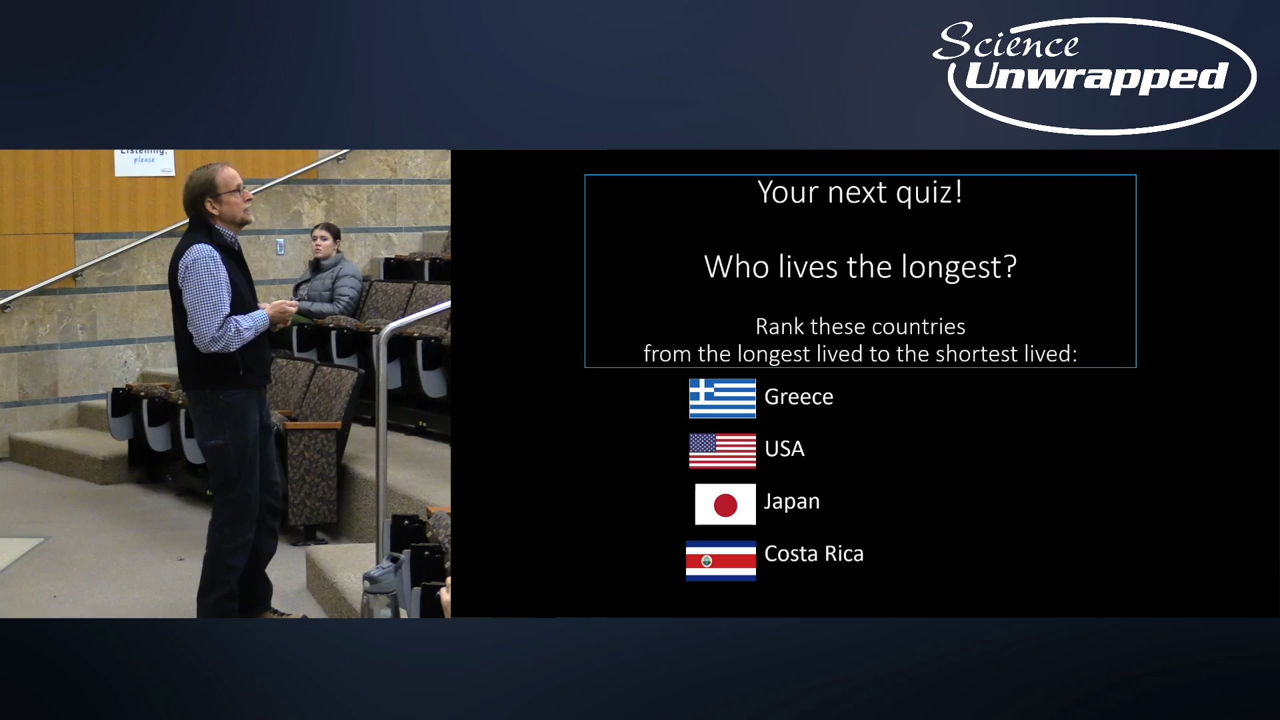 Science
Unwrapped
Listening,
please
Your next quiz!
Who lives the longest?
Rank these countries
from the longest lived to the shortest lived:
Greece
USA
Japan
Costa Rica